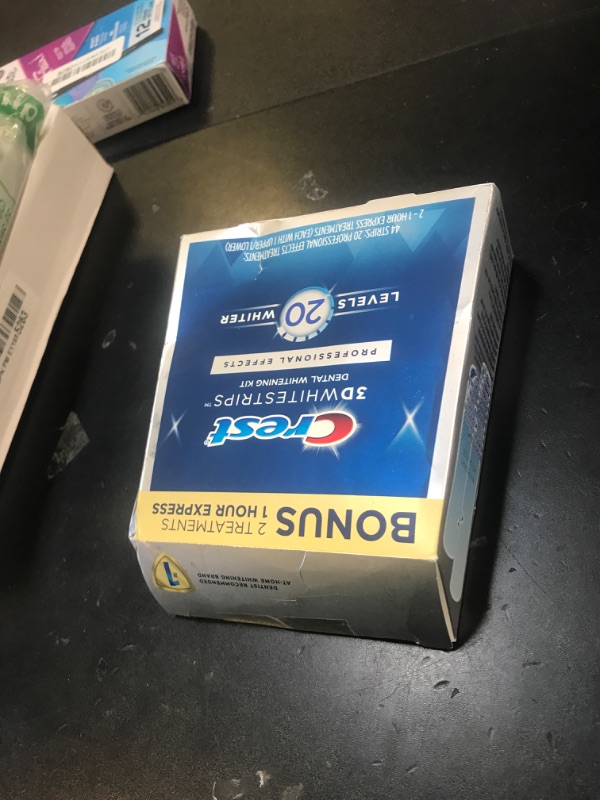 #1
DENTIST RECOMMENDED
AT-HOME WHITENING BRAND
BONUS
2 TREATMENTS
1 HOUR EXPRESS
Crest
3DWHITESTRIPS™
DENTAL WHITENING KIT
PROFESSIONAL EFFECTS
LEVELS 20 WHITER
44 STRIPS: 20 PROFESSIONAL EFFECTS TREATMENTS;
2 - 1 HOUR EXPRESS TREATMENTS (EACH WITH 1 UPPER/1 LOWER)